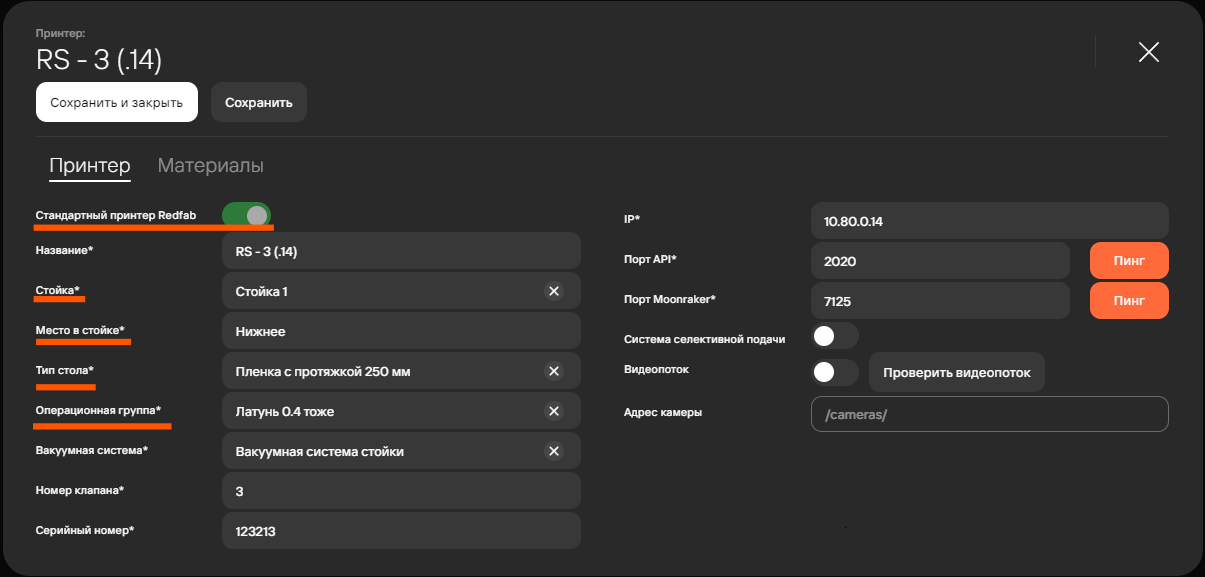 Принтер:
RS - 3 (.14)
Сохранить и закрыть
Сохранить
Принтер
Материалы
Стандартный принтер Redfab
Название*
RS - 3 (.14)
Стойка*
Стойка 1
Место в стойке*
Нижнее
Тип стола*
Пленка с протяжкой 250 мм
Операционная группа*
Латунь 0.4 тоже
Вакуумная система*
Вакуумная система стойки
Номер клапана*
3
Серийный номер*
123213
IP*
10.80.0.14
Порт API*
2020
Пинг
Порт Moonraker*
7125
Пинг
Система селективной подачи
Видеопоток
Проверить видеопоток
Адрес камеры
/cameras/